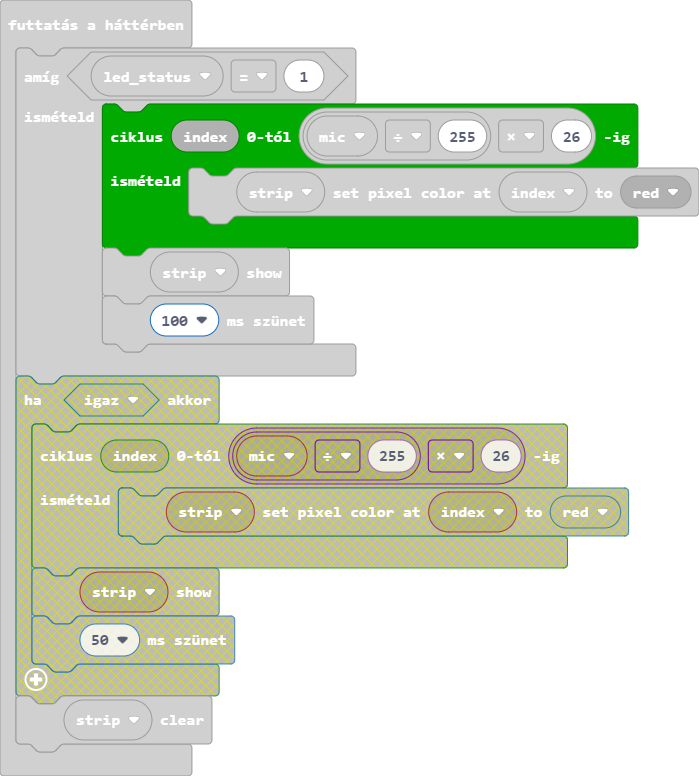 futtatás a háttérben
amíg led_status = 1
ismételd
ciklus index 0-tól mic ÷ 255 × 26 -ig
ismételd
strip set pixel color at index to red
strip show
100 ms szünet
ha igaz akkor
ciklus index 0-tól mic ÷ 255 × 26 -ig
ismételd
strip set pixel color at index to red
strip show
50 ms szünet
strip clear